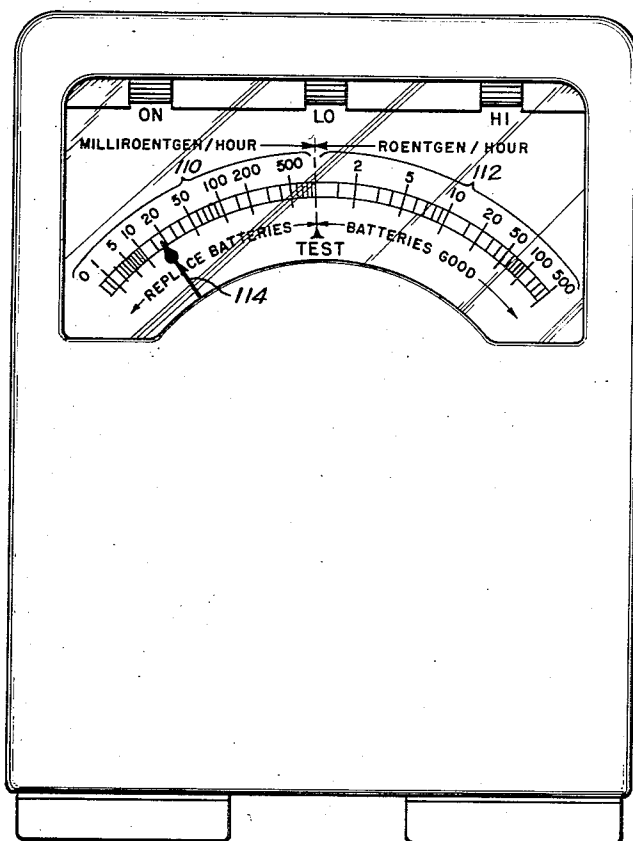 ON LO HI
MILLIROENTGEN/HOUR ROENTGEN / HOUR
110 112
0 1 5 10 20 50 100 200 500 2 5 10 20 50 100 500
REPLACE BATTERIES BATTERIES GOOD
TEST
114